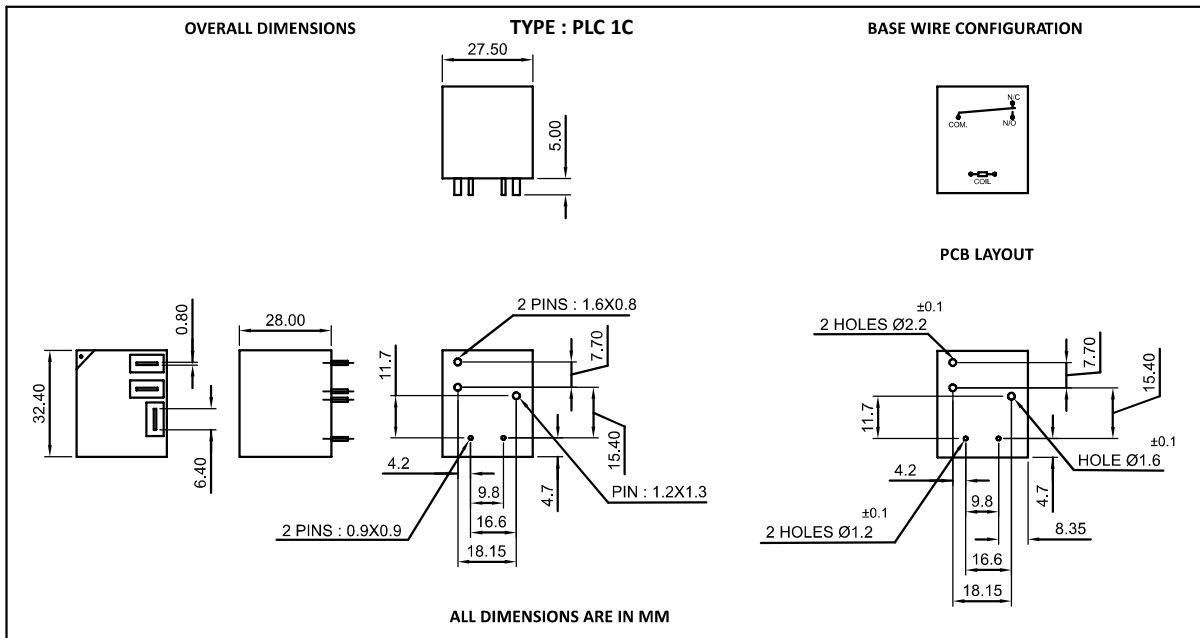 OVERALL DIMENSIONS
TYPE : PLC 1C
BASE WIRE CONFIGURATION
27.50
5.00
N/C
COM.
N/O
COIL
PCB LAYOUT
0.80
32.40
6.40
28.00
2 PINS : 1.6X0.8
7.70
11.7
15.40
4.2
9.8
4.7
PIN : 1.2X1.3
2 PINS : 0.9X0.9
16.6
18.15
±0.1
2 HOLES Ø2.2
7.70
15.40
11.7
±0.1
HOLE Ø1.6
4.2
9.8
4.7
±0.1
2 HOLES Ø1.2
8.35
16.6
18.15
ALL DIMENSIONS ARE IN MM